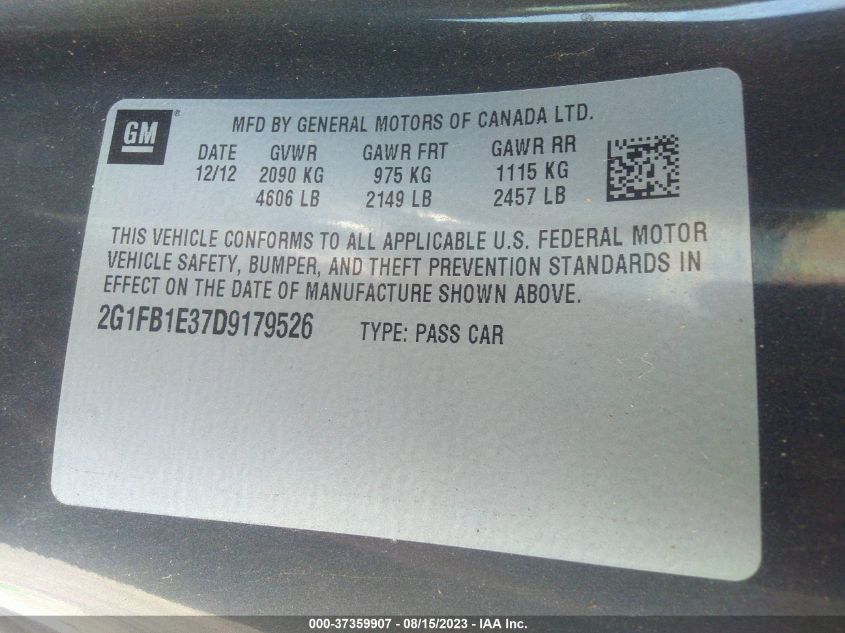 GM®
MFD BY GENERAL MOTORS OF CANADA LTD.
DATE GVWR GAWR FRT GAWR RR
12/12 2090 KG 975 KG 1115 KG
4606 LB 2149 LB 2457 LB
THIS VEHICLE CONFORMS TO ALL APPLICABLE U.S. FEDERAL MOTOR
VEHICLE SAFETY, BUMPER, AND THEFT PREVENTION STANDARDS IN
EFFECT ON THE DATE OF MANUFACTURE SHOWN ABOVE.
2G1FB1E37D9179526 TYPE: PASS CAR
000-37359907 - 08/15/2023 - IAA Inc.